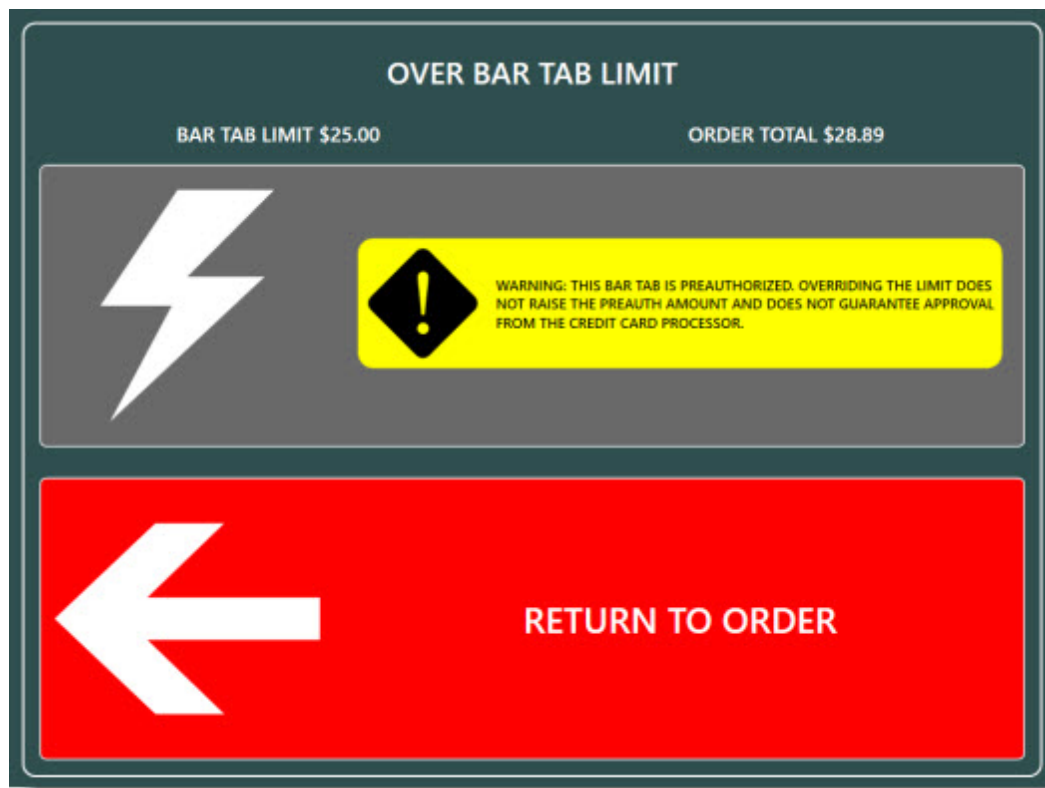 OVER BAR TAB LIMIT
BAR TAB LIMIT $25.00
ORDER TOTAL $28.89
WARNING: THIS BAR TAB IS PREAUTHORIZED. OVERRIDING THE LIMIT DOES
NOT RAISE THE PREAUTH AMOUNT AND DOES NOT GUARANTEE APPROVAL
FROM THE CREDIT CARD PROCESSOR.
RETURN TO ORDER